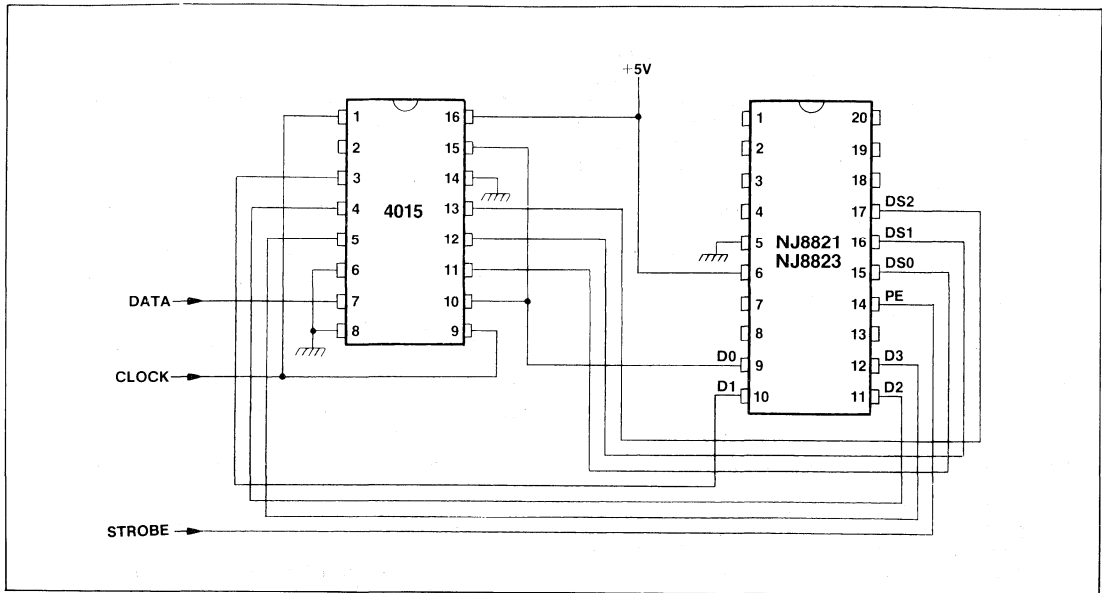 +5V
1 16
2 15
3 14
4 13
4015
5 12
6 11
7 10
8 9
1 20
2 19
3 18
4 17 DS2
5 16 DS1
NJ8821
NJ8823
6 15 DS0
7 14 PE
8 13
D0 9 12 D3
D1 10 11 D2
DATA
CLOCK
STROBE